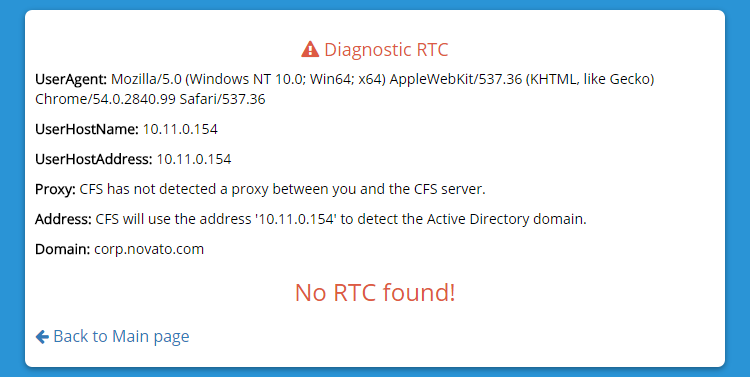 Diagnostic RTC
UserAgent: Mozilla/5.0 (Windows NT 10.0; Win64; x64) AppleWebKit/537.36 (KHTML, like Gecko)
Chrome/54.0.2840.99 Safari/537.36
UserHostName: 10.11.0.154
UserHostAddress: 10.11.0.154
Proxy: CFS has not detected a proxy between you and the CFS server.
Address: CFS will use the address '10.11.0.154' to detect the Active Directory domain.
Domain: corp.novato.com
No RTC found!
Back to Main page